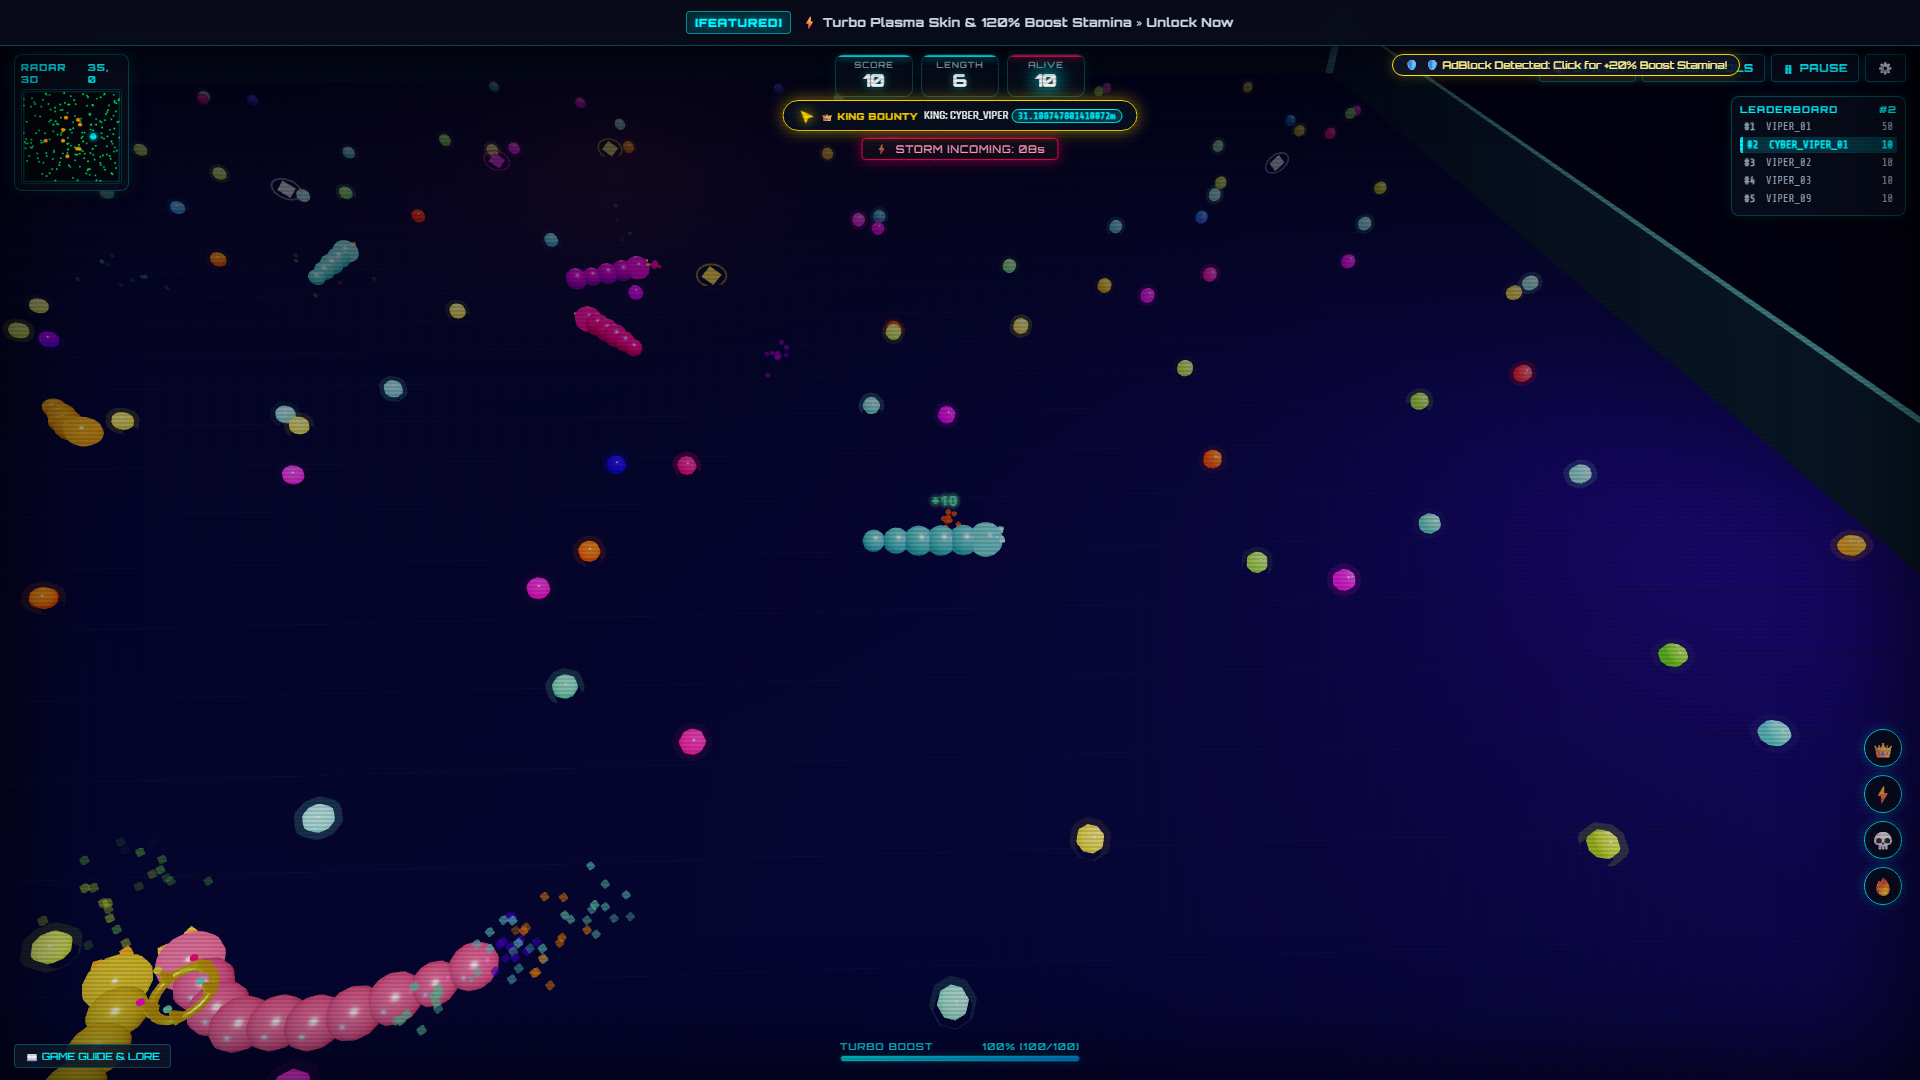 [FEATURED] Turbo Plasma Skin & 120% Boost Stamina » Unlock Now
RADAR 3D 35, 0
SCORE
10
LENGTH
6
ALIVE
10
AdBlock Detected: Click for +20% Boost Stamina!
PAUSE
KING BOUNTY KING: CYBER_VIPER 31.180747801410072m
STORM INCOMING: 08s
LEADERBOARD #2
#1 VIPER_01 50
#2 CYBER_VIPER_01 10
#3 VIPER_02 10
#4 VIPER_03 10
#5 VIPER_09 10
+10
GAME GUIDE & LORE
TURBO BOOST 100% (100/100)